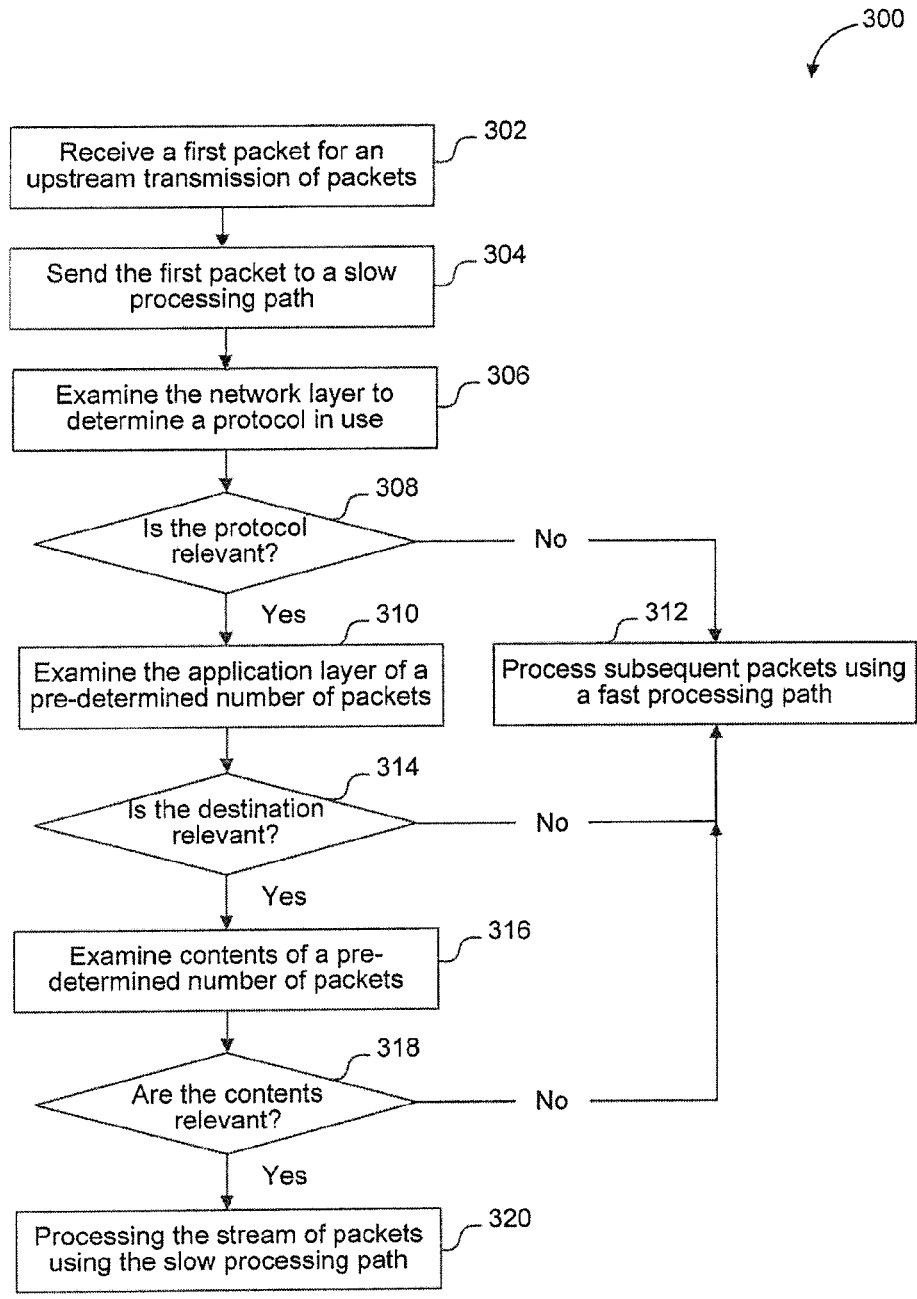 300
302
Receive a first packet for an
upstream transmission of packets
304
Send the first packet to a slow
processing path
306
Examine the network layer to
determine a protocol in use
308
Is the protocol
relevant?
No
Yes
310
Examine the application layer of a
pre-determined number of packets
312
Process subsequent packets using
a fast processing path
314
Is the destination
relevant?
No
Yes
316
Examine contents of a pre-
determined number of packets
318
Are the contents
relevant?
No
Yes
320
Processing the stream of packets
using the slow processing path